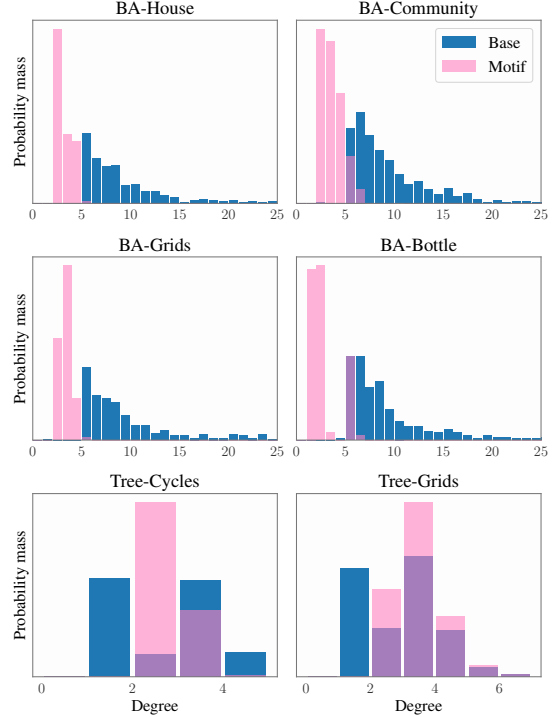 BA-House
BA-Community
Probability mass
Base
Motif
0 5 10 15 20 25
0 5 10 15 20 25
BA-Grids
BA-Bottle
Probability mass
0 5 10 15 20 25
0 5 10 15 20 25
Tree-Cycles
Tree-Grids
Probability mass
0 2 4
0 2 4 6
Degree
Degree